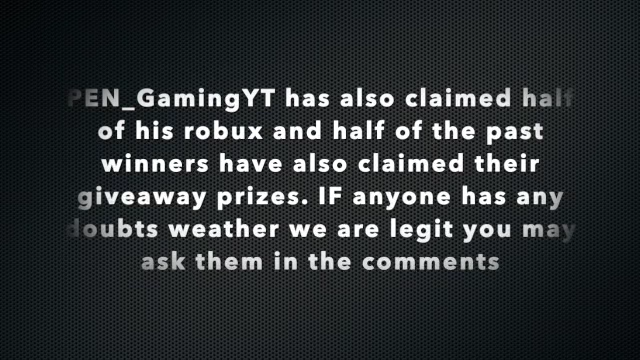 PEN_GamingYT has also claimed half
of his robux and half of the past
winners have also claimed their
giveaway prizes. IF anyone has any
doubts weather we are legit you may
ask them in the comments